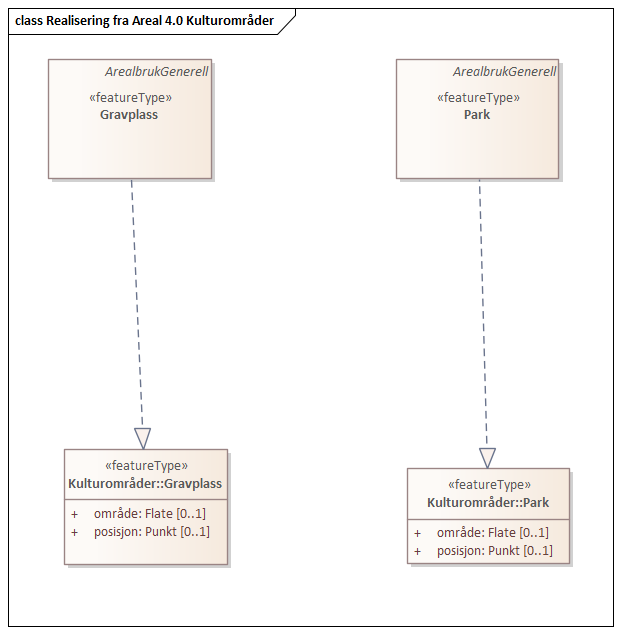 class Realisering fra Areal 4.0 Kulturområder
ArealbrukGenerell
«featureType»
Gravplass
ArealbrukGenerell
«featureType»
Park
«featureType»
Kulturområder::Gravplass
+ område: Flate [0..1]
+ posisjon: Punkt [0..1]
«featureType»
Kulturområder::Park
+ område: Flate [0..1]
+ posisjon: Punkt [0..1]